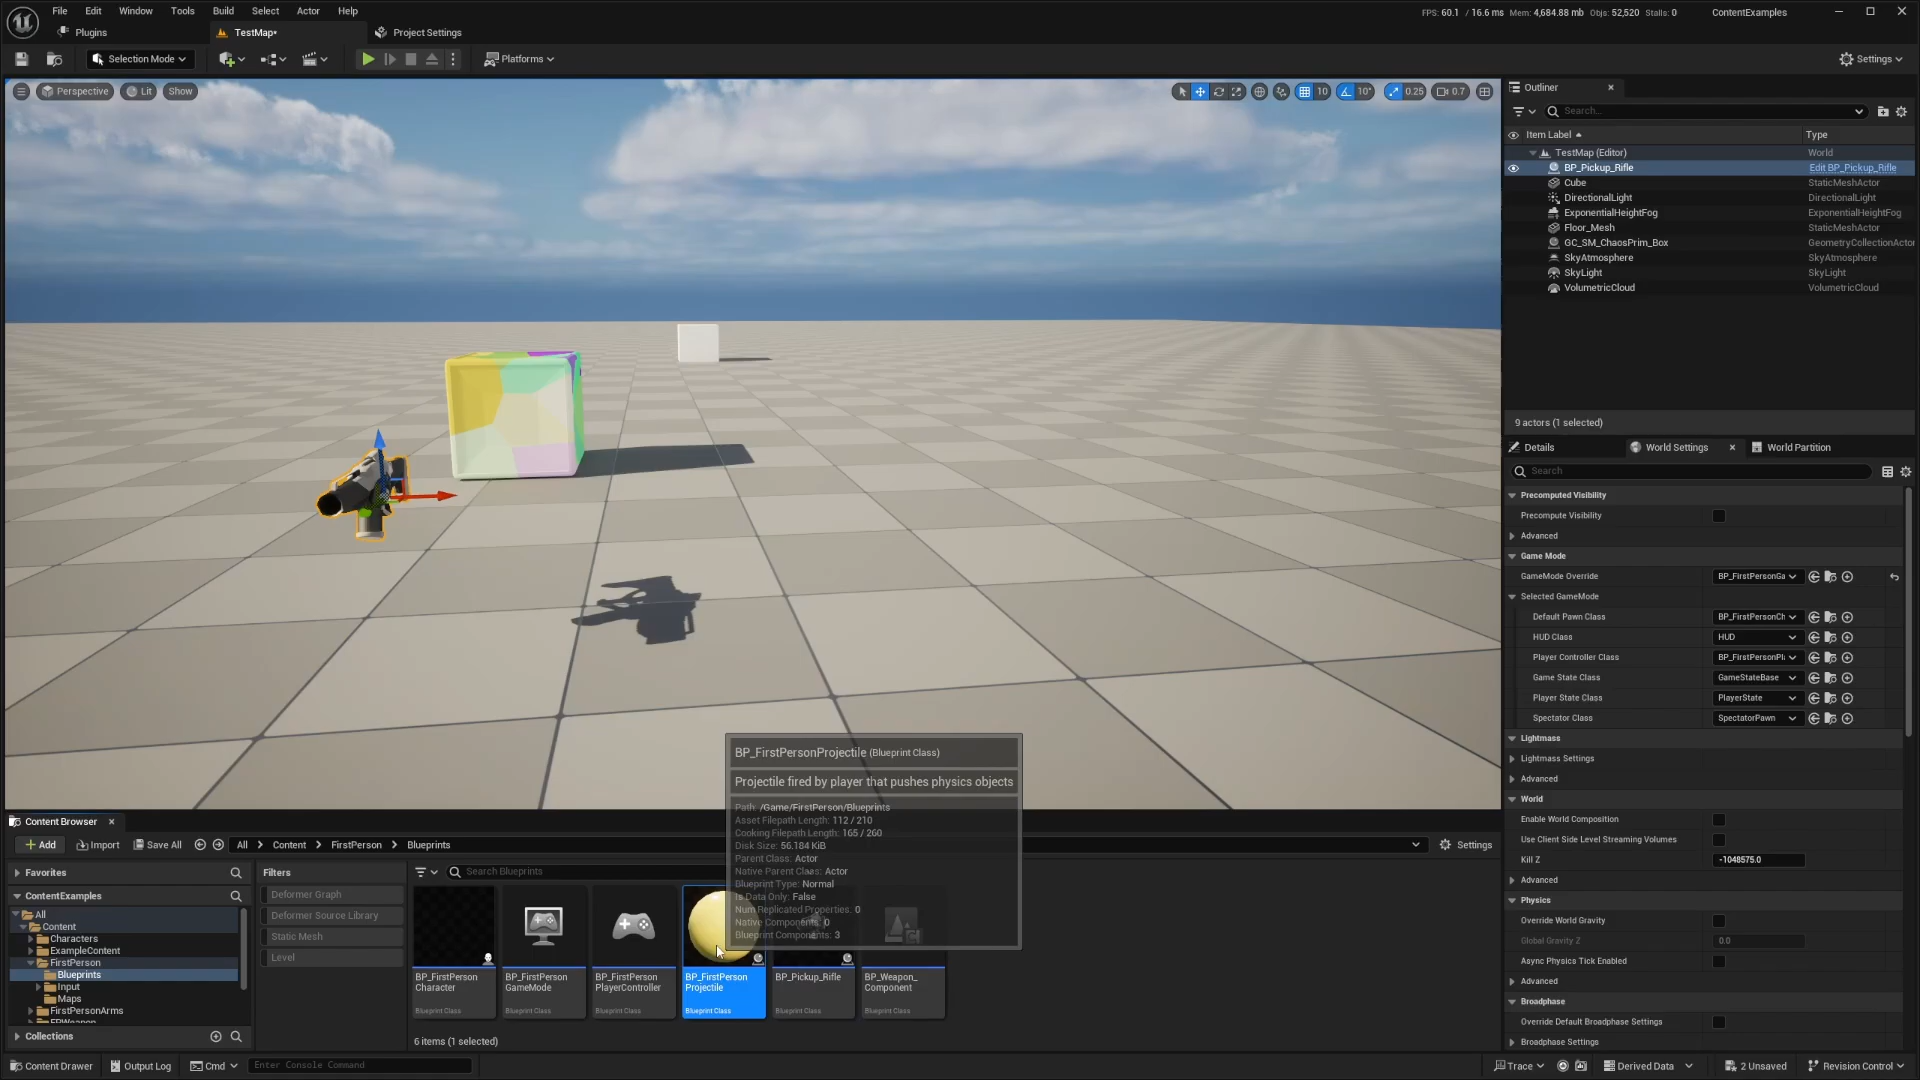 File Edit Window Tools Build Select Actor Help
FPS: 60.1 / 16.6 ms Mem: 4,684.88 mb Objs: 52,520 Stalls: 0 ContentExamples
Plugins TestMap• Project Settings
Selection Mode Platforms Settings
Perspective Lit Show 10 10° 0.25 0.7
Outliner
Search...
Item Label Type
TestMap (Editor) World
BP_Pickup_Rifle Edit BP_Pickup_Rifle
Cube StaticMeshActor
DirectionalLight DirectionalLight
ExponentialHeightFog ExponentialHeightFog
Floor_Mesh StaticMeshActor
GC_SM_ChaosPrim_Box GeometryCollectionActor
SkyAtmosphere SkyAtmosphere
SkyLight SkyLight
VolumetricCloud VolumetricCloud
9 actors (1 selected)
Details World Settings World Partition
Search
Precomputed Visibility
Precompute Visibility
Advanced
Game Mode
GameMode Override BP_FirstPersonGa
Selected GameMode
Default Pawn Class BP_FirstPersonCh
HUD Class HUD
Player Controller Class BP_FirstPersonPl
Game State Class GameStateBase
Player State Class PlayerState
Spectator Class SpectatorPawn
Lightmass
Lightmass Settings
Advanced
World
Enable World Composition
Use Client Side Level Streaming Volumes
Kill Z -1048575.0
Advanced
Physics
Override World Gravity
Global Gravity Z 0.0
Async Physics Tick Enabled
Advanced
Broadphase
Override Default Broadphase Settings
Broadphase Settings
BP_FirstPersonProjectile (Blueprint Class)
Projectile fired by player that pushes physics objects
Path: /Game/FirstPerson/Blueprints
Asset Filepath Length: 112 / 210
Cooking Filepath Length: 165 / 260
Disk Size: 56.184 KiB
Parent Class: Actor
Native Parent Class: Actor
Blueprint Type: Normal
Is Data Only: False
Num Replicated Properties: 0
Native Components: 0
Blueprint Components: 3
Content Browser
Add Import Save All All Content FirstPerson Blueprints Settings
Favorites
ContentExamples
All
Content
Characters
ExampleContent
FirstPerson
Blueprints
Input
Maps
FirstPersonArms
FPWeapon
Collections
Filters
Deformer Graph
Deformer Source Library
Static Mesh
Level
Search Blueprints
BP_FirstPerson Character Blueprint Class
BP_FirstPerson GameMode Blueprint Class
BP_FirstPerson PlayerController Blueprint Class
BP_FirstPerson Projectile Blueprint Class
BP_Pickup_Rifle Blueprint Class
BP_Weapon_ Component Blueprint Class
6 items (1 selected)
Content Drawer Output Log Cmd Enter Console Command Trace Derived Data 2 Unsaved Revision Control